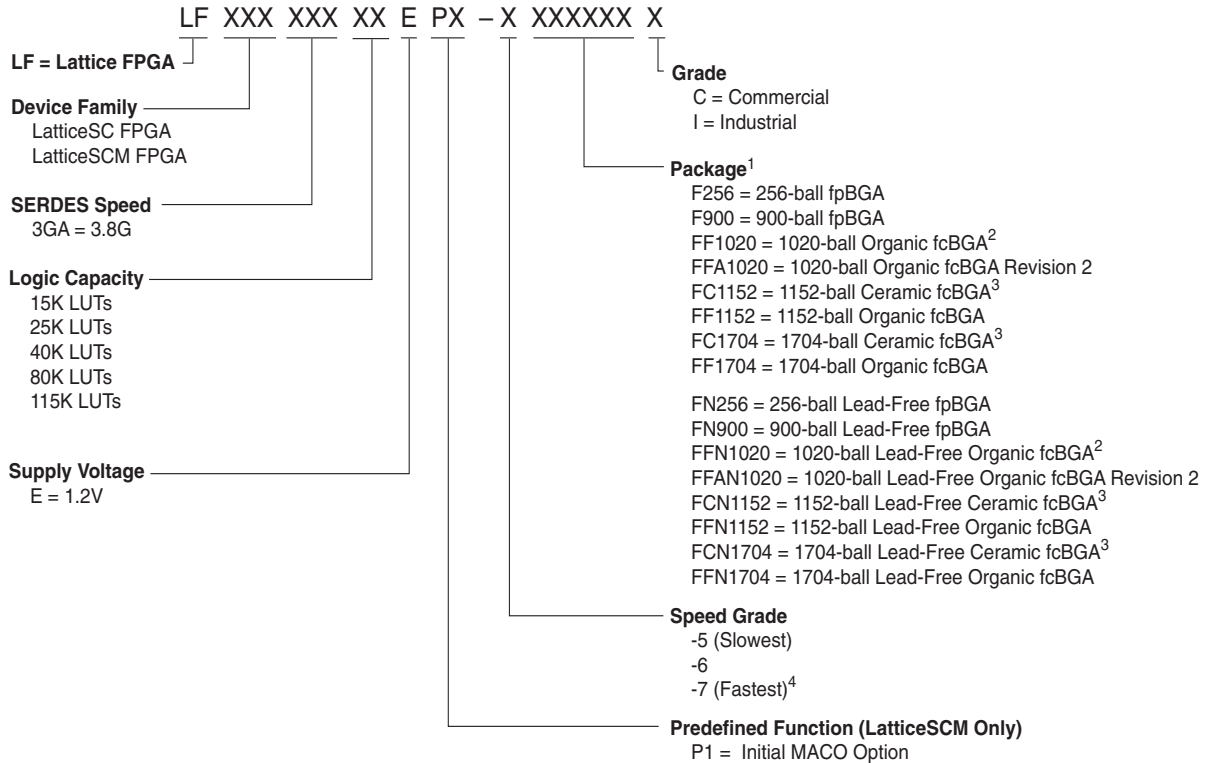 LF XXX XXX XX E PX – X XXXXXX X
LF = Lattice FPGA
Device Family
LatticeSC FPGA
LatticeSCM FPGA
SERDES Speed
3GA = 3.8G
Logic Capacity
15K LUTs
25K LUTs
40K LUTs
80K LUTs
115K LUTs
Supply Voltage
E = 1.2V
Grade
C = Commercial
I = Industrial
Package1
F256 = 256-ball fpBGA
F900 = 900-ball fpBGA
FF1020 = 1020-ball Organic fcBGA2
FFA1020 = 1020-ball Organic fcBGA Revision 2
FC1152 = 1152-ball Ceramic fcBGA3
FF1152 = 1152-ball Organic fcBGA
FC1704 = 1704-ball Ceramic fcBGA3
FF1704 = 1704-ball Organic fcBGA
FN256 = 256-ball Lead-Free fpBGA
FN900 = 900-ball Lead-Free fpBGA
FFN1020 = 1020-ball Lead-Free Organic fcBGA2
FFAN1020 = 1020-ball Lead-Free Organic fcBGA Revision 2
FCN1152 = 1152-ball Lead-Free Ceramic fcBGA3
FFN1152 = 1152-ball Lead-Free Organic fcBGA
FCN1704 = 1704-ball Lead-Free Ceramic fcBGA3
FFN1704 = 1704-ball Lead-Free Organic fcBGA
Speed Grade
-5 (Slowest)
-6
-7 (Fastest)4
Predefined Function (LatticeSCM Only)
P1 = Initial MACO Option